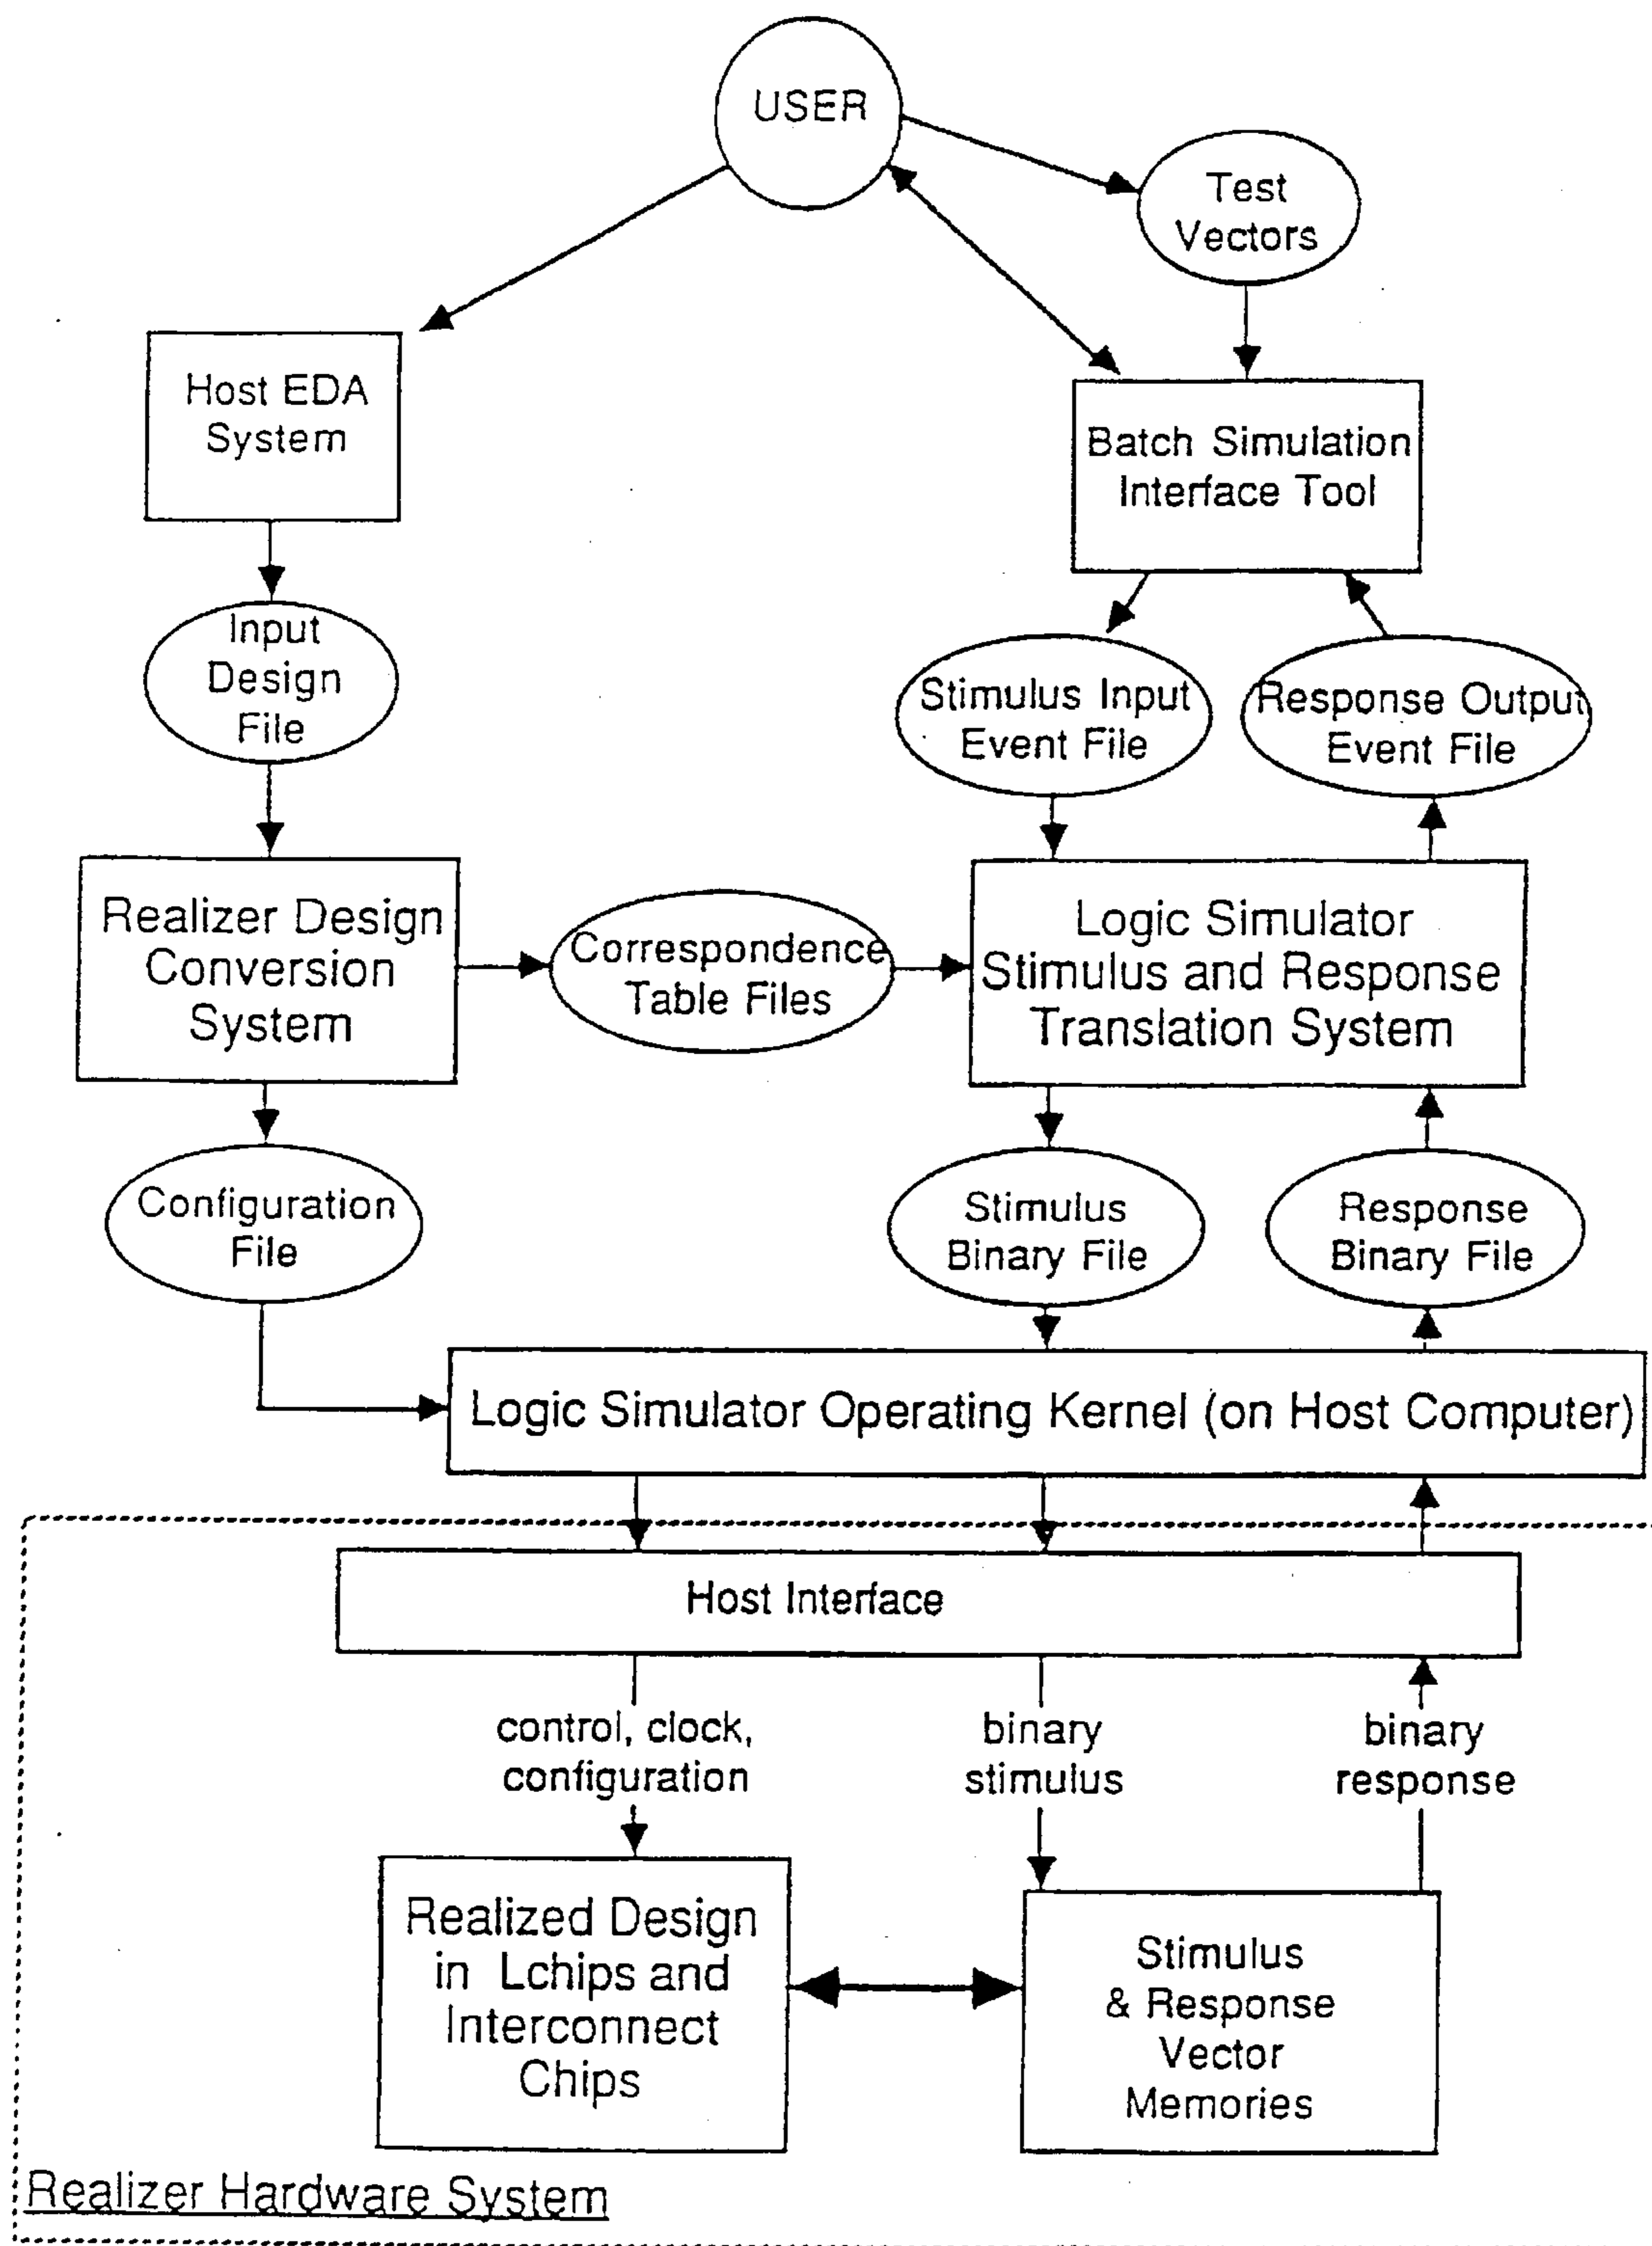 USER
Test
Vectors
Host EDA
System
Batch Simulation
Interface Tool
Input
Design
File
Stimulus Input
Event File
Response Output
Event File
Realizer Design
Conversion
System
Correspondence
Table Files
Logic Simulator
Stimulus and Response
Translation System
Configuration
File
Stimulus
Binary File
Response
Binary File
Logic Simulator Operating Kernel (on Host Computer)
Host Interface
control, clock,
configuration
binary
stimulus
binary
response
Realized Design
in Lchips and
Interconnect
Chips
Stimulus
& Response
Vector
Memories
Realizer Hardware System